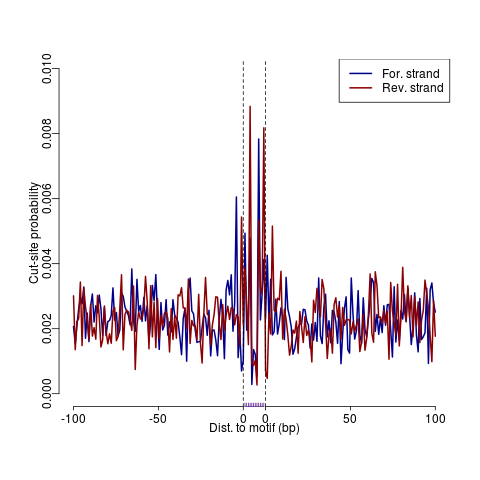 For. strand
Rev. strand
Cut-site probability
0.010
0.008
0.006
0.004
0.002
0.000
-100 -50 0 0 50 100
Dist. to motif (bp)